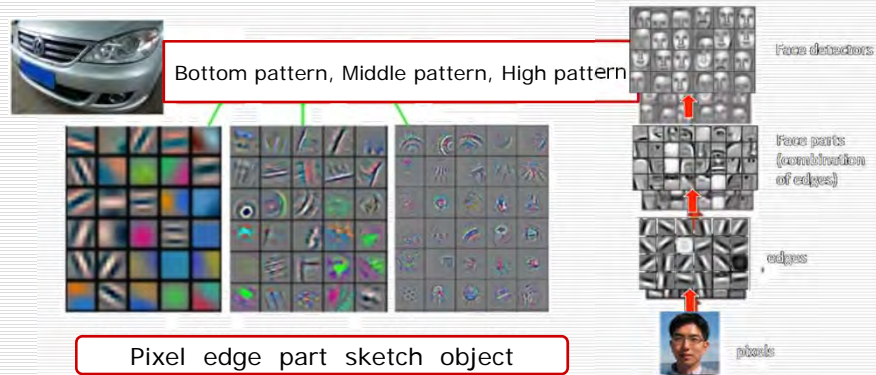 Bottom pattern, Middle pattern, High pattern
Face detectors
Face parts
(combination
of edges)
edges
pixels
Pixel edge part sketch object